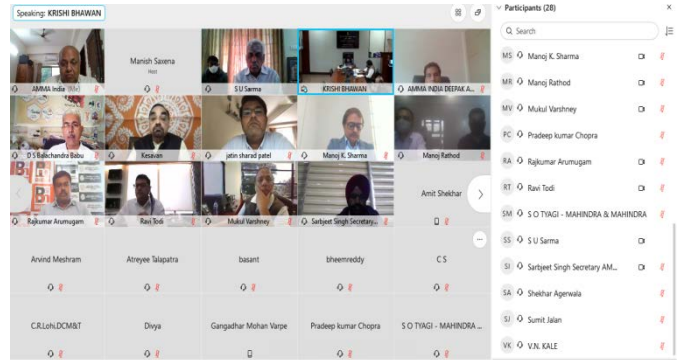 Speaking: KRISHI BHAWAN
AMMA India (Me)
Manish Saxena
Host
S U Sarma
KRISHI BHAWAN
AMMA INDIA DEEPAK A...
D S Balachandra Babu
Kesavan
jatin sharad patel
Manoj K. Sharma
Manoj Rathod
Rajkumar Arumugam
Ravi Todi
Mukul Varshney
Sarbjeet Singh Secretary...
Amit Shekhar
Arvind Meshram
Atreyee Talapatra
basant
bheemreddy
C S
C.R.Lohi,DCM&T
Divya
Gangadhar Mohan Varpe
Pradeep kumar Chopra
S O TYAGI - MAHINDRA ...
Participants (28)
Search
MS Manoj K. Sharma
MR Manoj Rathod
MV Mukul Varshney
PC Pradeep kumar Chopra
RA Rajkumar Arumugam
RT Ravi Todi
SM S O TYAGI - MAHINDRA & MAHINDRA
SS S U Sarma
SI Sarbjeet Singh Secretary AM...
SA Shekhar Agerwala
SJ Sumit Jalan
VK V.N. KALE